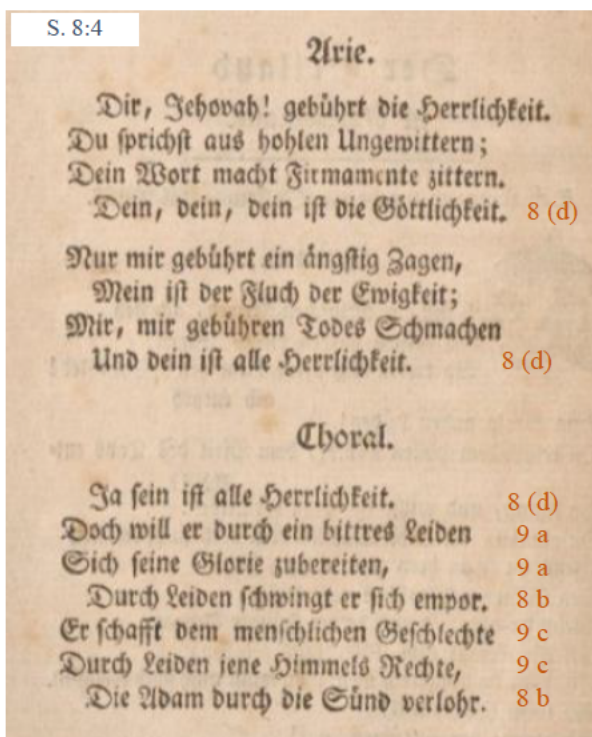 S. 8:4
Arie.
Dir, Jehovah! gebührt die Herrlichkeit.
Du ſprichſt aus hohlen Ungewittern;
Dein Wort macht Firmamente zittern.
Dein, dein, dein iſt die Göttlichkeit. 8 (d)
Nur mir gebührt ein ängſtig Zagen,
Mein iſt der Fluch der Ewigkeit;
Mir, mir gebühren Todes Schmachen
Und dein iſt alle Herrlichkeit. 8 (d)
Choral.
Ja ſein iſt alle Herrlichkeit. 8 (d)
Doch will er durch ein bittres Leiden 9 a
Sich ſeine Glorie zubereiten, 9 a
Durch Leiden ſchwingt er ſich empor. 8 b
Er ſchafft dem menſchlichen Geſchlechte 9 c
Durch Leiden jene Himmels Rechte, 9 c
Die Adam durch die Sünd verlohr. 8 b